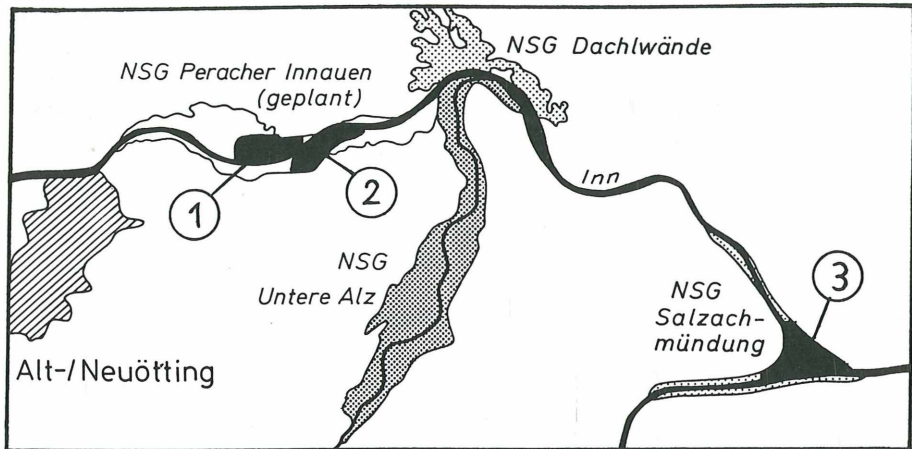 NSG Dachlwände
NSG Peracher Innauen
(geplant)
1
2
Inn
NSG
Untere Alz
3
NSG
Salzach-
mündung
Alt-/Neuötting